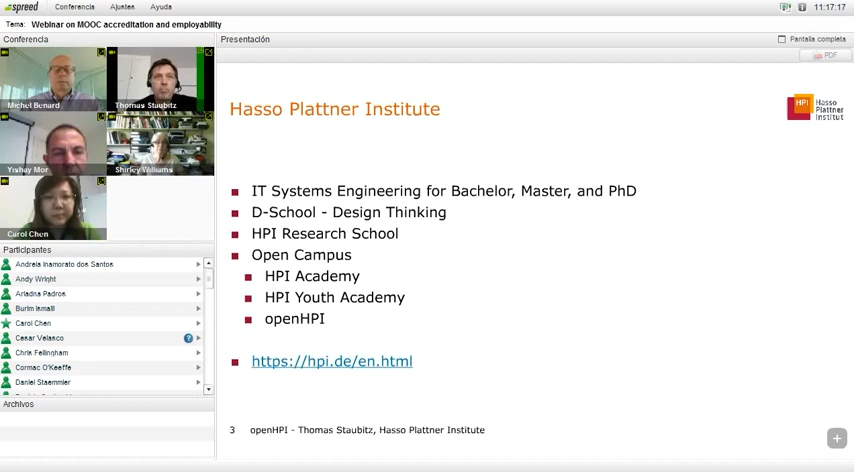 spreed
Conferencia Ajustes Ayuda 11:17:17
Tema: Webinar on MOOC accreditation and employability
Conferencia
Presentación
Pantalla completa
PDF
Michel Benard
Thomas Staubitz
Yishay Mor
Shirley Williams
Carol Chen
Participantes
Andreia Inamorato dos Santos
Andy Wright
Ariadna Padros
Burim Ismaili
Carol Chen
Cesar Velasco
Chris Fellingham
Cormac O'Keeffe
Daniel Staemmler
Archivos
Hasso Plattner Institute
HPI Hasso
Plattner
Institut
IT Systems Engineering for Bachelor, Master, and PhD
D-School - Design Thinking
HPI Research School
Open Campus
HPI Academy
HPI Youth Academy
openHPI
https://hpi.de/en.html
3 openHPI - Thomas Staubitz, Hasso Plattner Institute